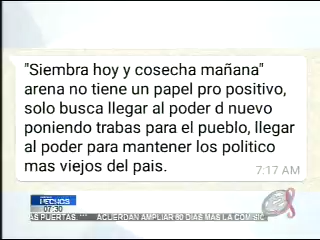 "Siembra hoy y cosecha mañana"
arena no tiene un papel pro positivo,
solo busca llegar al poder d nuevo
poniendo trabas para el pueblo, llegar
al poder para mantener los politico
mas viejos del pais.
7:17 AM
HECHOS
07:30
AS PUERTAS. *** ACUERDAN AMPLIAR 60 DIAS MAS LA COMISIÓ